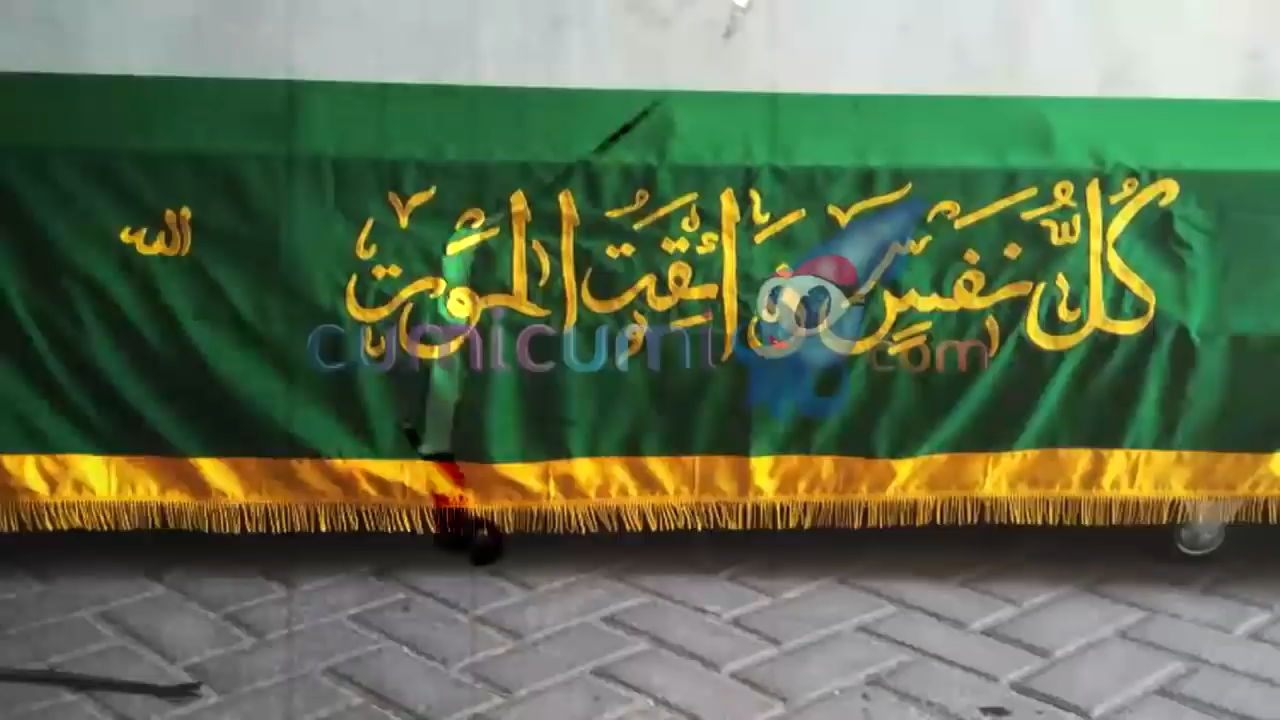 كُلُّ نَفْسٍ ذَائِقَةُ الْمَوْتِ
الله
cumicumi.com